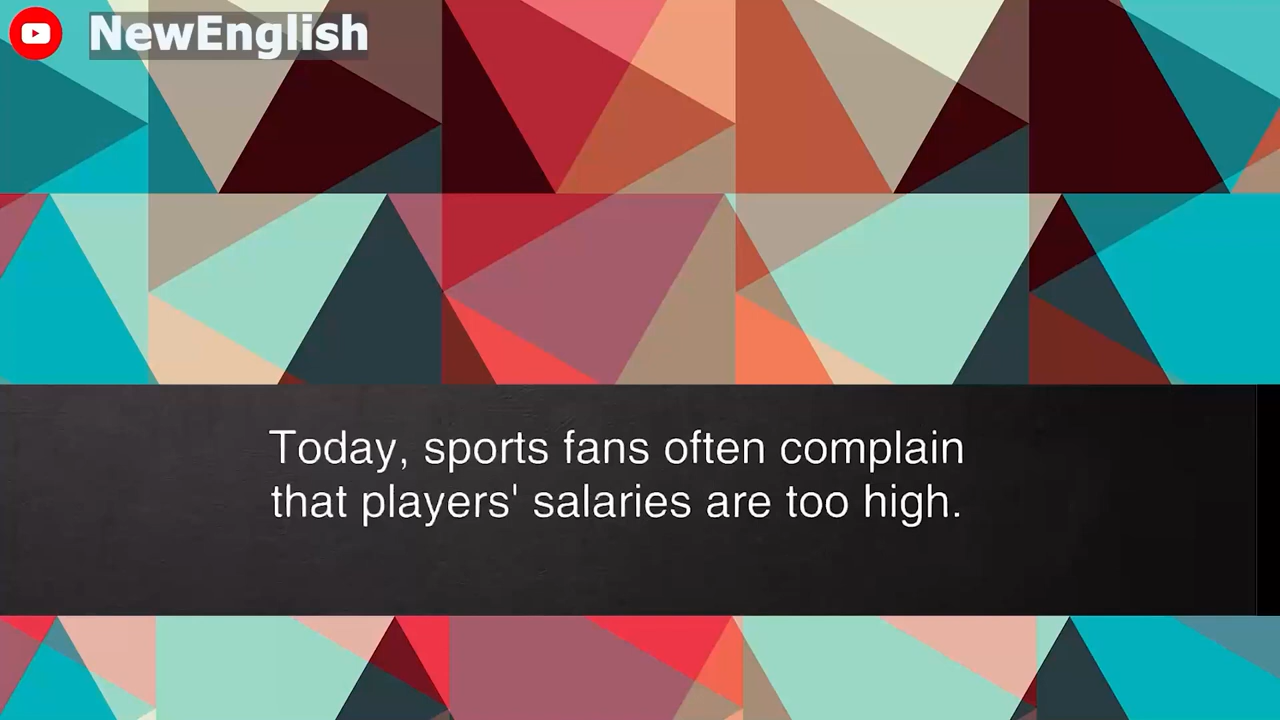 NewEnglish
Today, sports fans often complain
that players' salaries are too high.